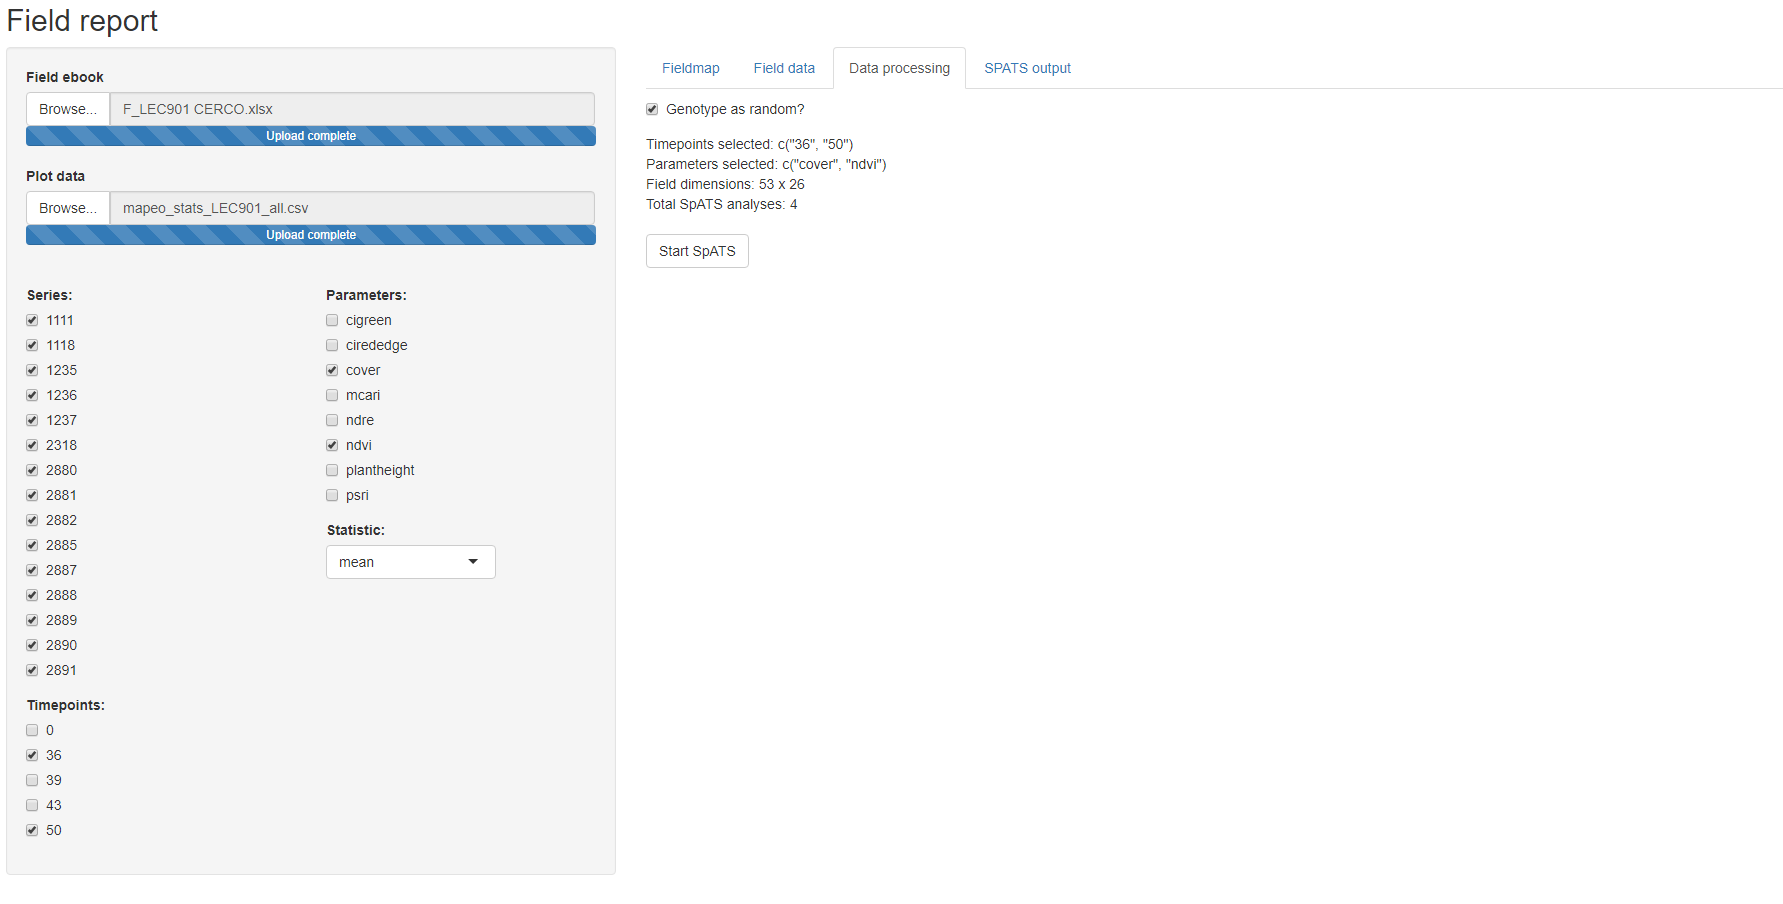 Field report
Field ebook
Browse... F_LEC901 CERCO.xlsx
Upload complete
Plot data
Browse... mapeo_stats_LEC901_all.csv
Upload complete
Series:
1111
1118
1235
1236
1237
2318
2880
2881
2882
2885
2887
2888
2889
2890
2891
Timepoints:
0
36
39
43
50
Parameters:
cigreen
cirededge
cover
mcari
ndre
ndvi
plantheight
psri
Statistic:
mean
Fieldmap Field data Data processing SPATS output
Genotype as random?
Timepoints selected: c("36", "50")
Parameters selected: c("cover", "ndvi")
Field dimensions: 53 x 26
Total SpATS analyses: 4
Start SpATS